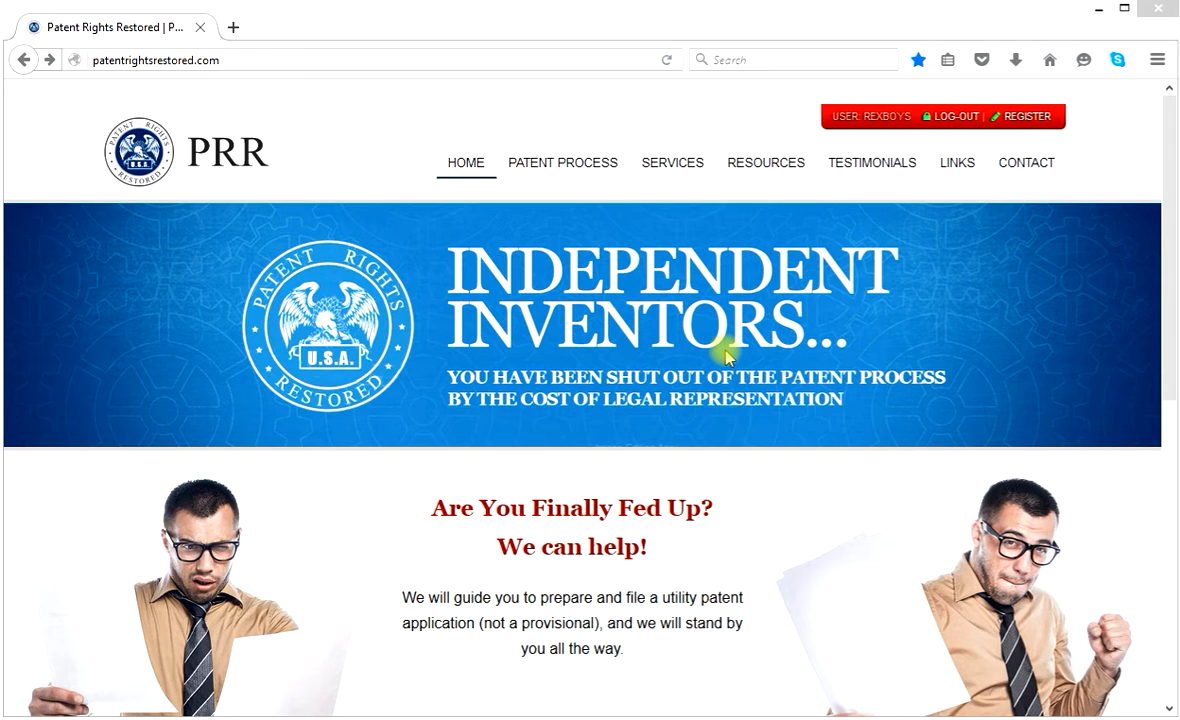 Patent Rights Restored | P...
patentrightsrestored.com
Search
USER: REXBOYS LOG-OUT | REGISTER
PATENT RIGHTS RESTORED
U.S.A.
PRR
HOME PATENT PROCESS SERVICES RESOURCES TESTIMONIALS LINKS CONTACT
PATENT RIGHTS RESTORED
U.S.A.
INDEPENDENT
INVENTORS...
YOU HAVE BEEN SHUT OUT OF THE PATENT PROCESS
BY THE COST OF LEGAL REPRESENTATION
Are You Finally Fed Up?
We can help!
We will guide you to prepare and file a utility patent
application (not a provisional), and we will stand by
you all the way.